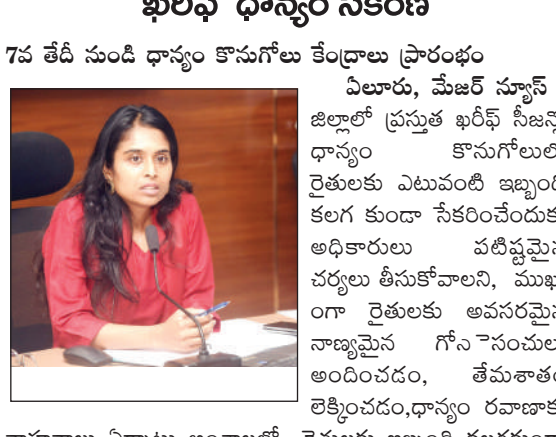 ఖరీఫ్ ధాన్యం సేకరణ
7వ తేదీ నుండి ధాన్యం కొనుగోలు కేంద్రాలు ప్రారంభం
ఏలూరు, మేజర్ న్యూస్
జిల్లాలో ప్రస్తుత ఖరీఫ్ సీజన్
ధాన్యం కొనుగోలులో
రైతులకు ఎటువంటి ఇబ్బంది
కలగ కుండా సేకరించేందుకు
అధికారులు పటిష్టమైన
చర్యలు తీసుకోవాలని, ముఖ్య
ంగా రైతులకు అవసరమైన
నాణ్యమైన గోనె సంచులు
అందించడం, తేమశాతం
లెక్కించడం,ధాన్యం రవాణాకు